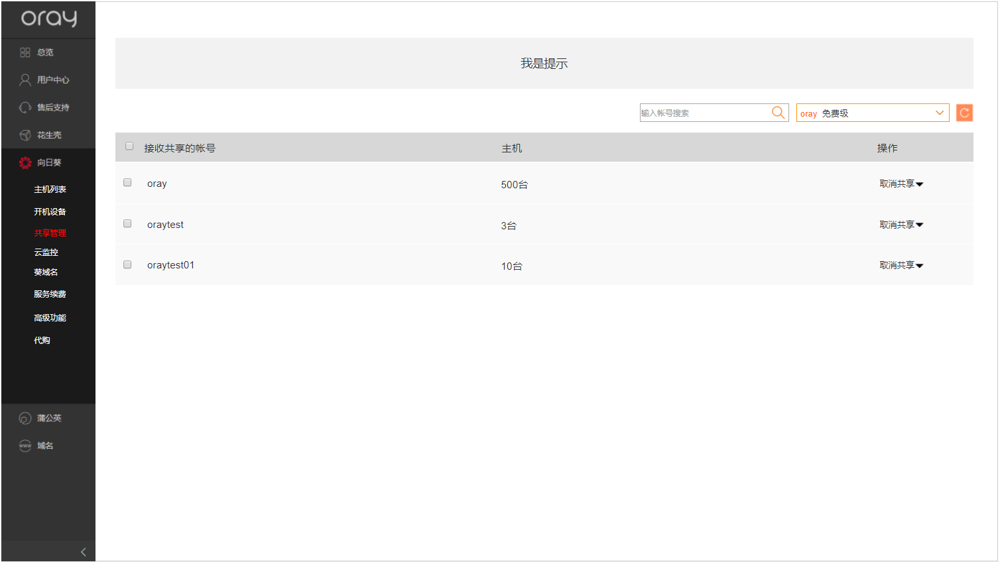 oray
总览
用户中心
售后支持
花生壳
向日葵
主机列表
开机设备
共享管理
云监控
葵域名
服务续费
高级功能
代购
蒲公英
www 域名
我是提示
输入帐号搜索 oray 免费级
接收共享的帐号 主机 操作
oray 500台 取消共享
oraytest 3台 取消共享
oraytest01 10台 取消共享